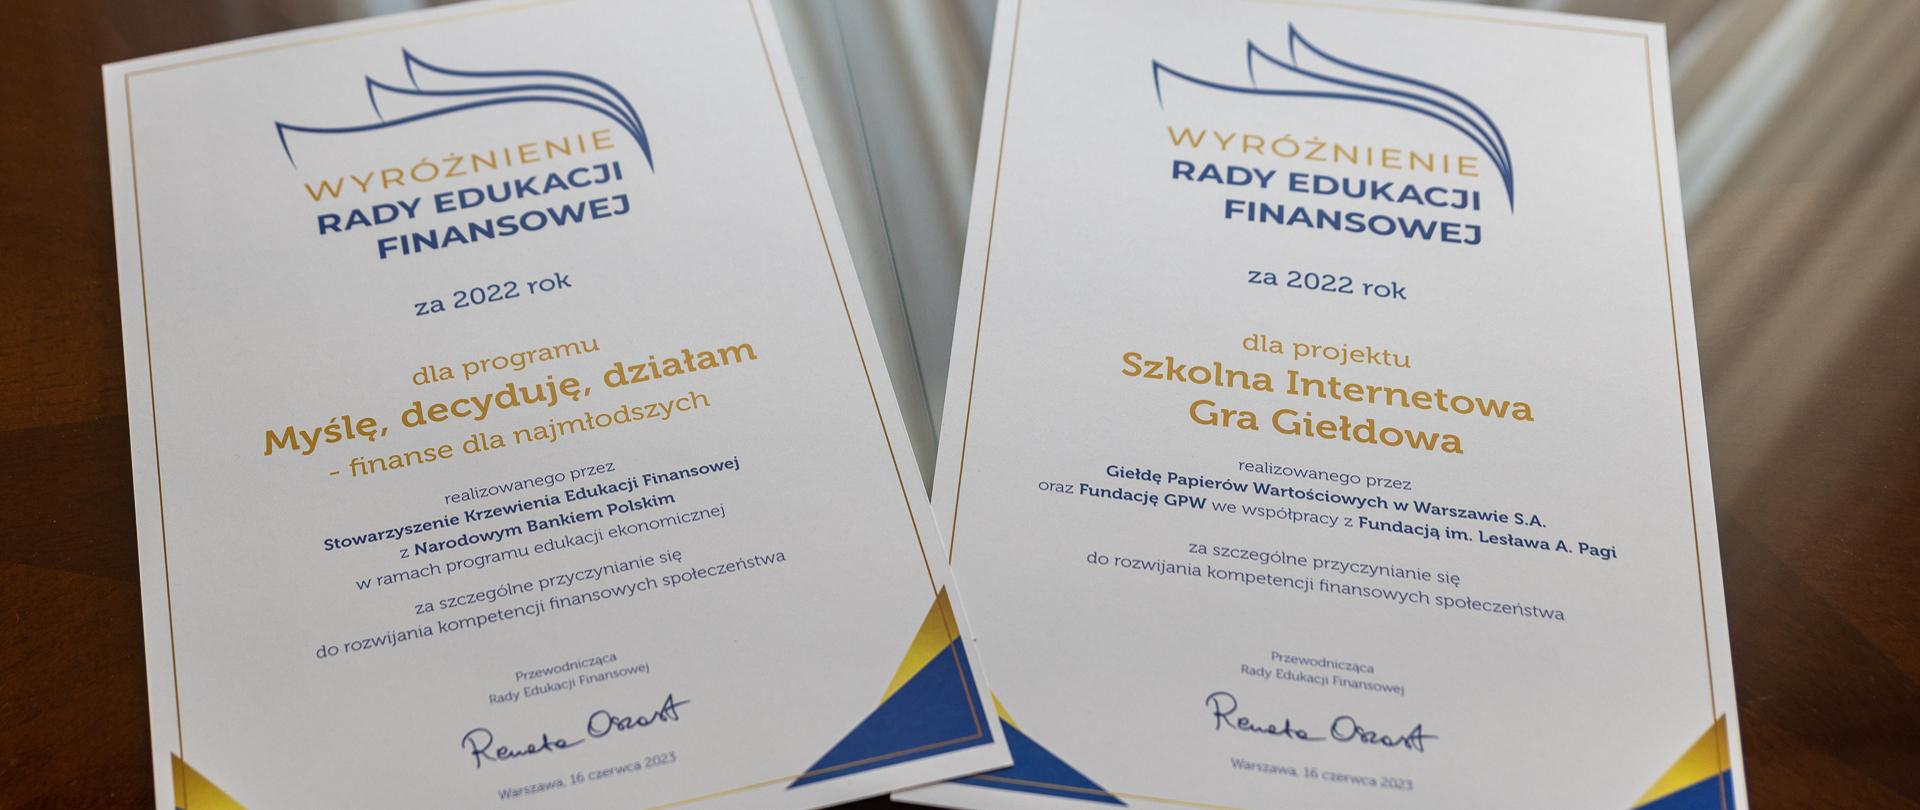 WYRÓŻNIENIE
RADY EDUKACJI
FINANSOWEJ
za 2022 rok
dla programu
Myślę, decyduję, działam
- finanse dla najmłodszych
realizowanego przez
Stowarzyszenie Krzewienia Edukacji Finansowej
z Narodowym Bankiem Polskim
w ramach programu edukacji ekonomicznej
za szczególne przyczynianie się
do rozwijania kompetencji finansowych społeczeństwa
Przewodnicząca
Rady Edukacji Finansowej
Renata Oszast
Warszawa, 16 czerwca 2023
WYRÓŻNIENIE
RADY EDUKACJI
FINANSOWEJ
za 2022 rok
dla projektu
Szkolna Internetowa
Gra Giełdowa
realizowanego przez
Giełdę Papierów Wartościowych w Warszawie S.A.
oraz Fundację GPW we współpracy z Fundacją im. Lesława A. Pagi
za szczególne przyczynianie się
do rozwijania kompetencji finansowych społeczeństwa
Przewodnicząca
Rady Edukacji Finansowej
Renata Oszast
Warszawa, 16 czerwca 2023